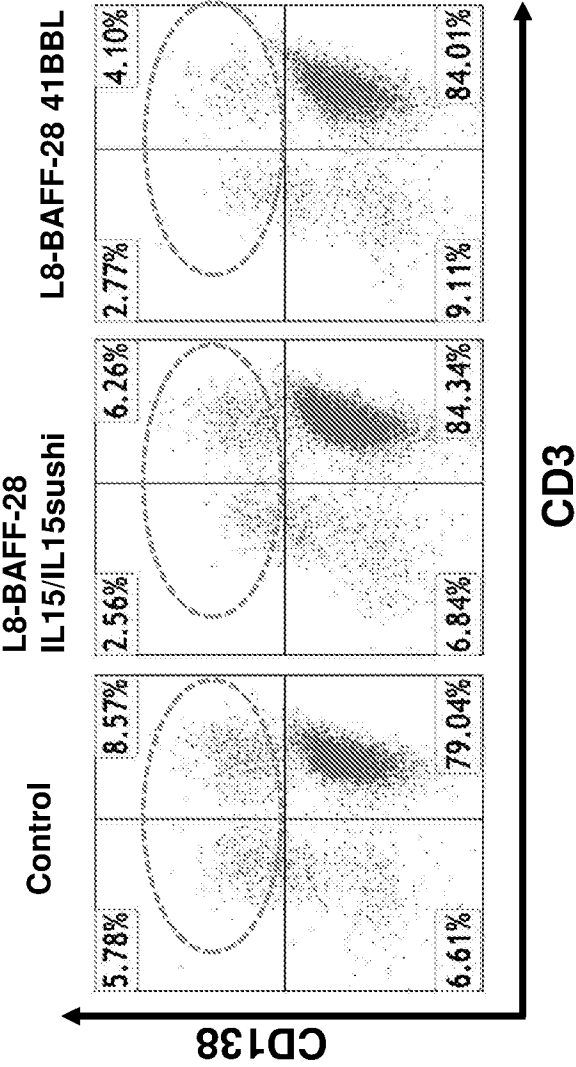 Control
L8-BAFF-28
IL15/IL15sushi
L8-BAFF-28 41BBL
5.78%
8.57%
2.56%
6.26%
2.77%
4.10%
6.61%
79.04%
6.84%
84.34%
9.11%
84.01%
CD138
CD3